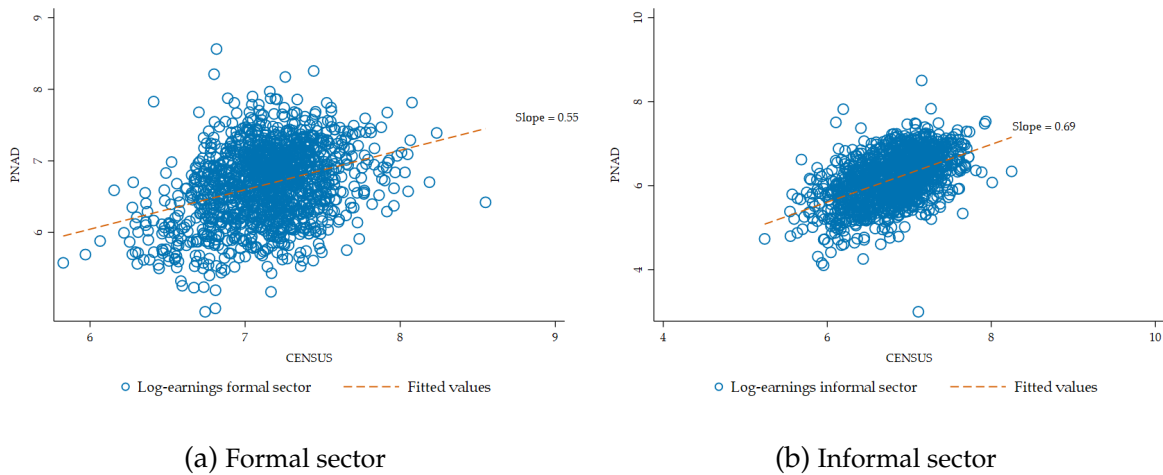 9
8
7
6
PNAD
Slope = 0.55
6 7 8 9
CENSUS
Log-earnings formal sector Fitted values
(a) Formal sector
10
8
6
4
PNAD
Slope = 0.69
4 6 8 10
CENSUS
Log-earnings informal sector Fitted values
(b) Informal sector